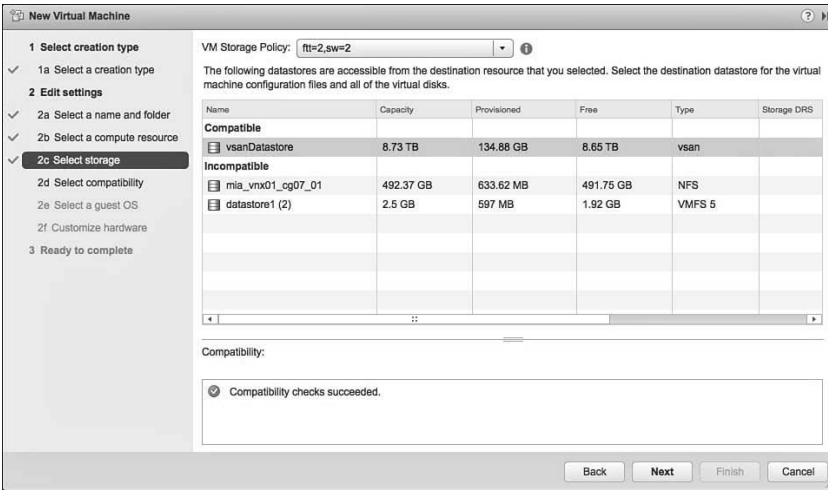 New Virtual Machine
?
1 Select creation type
1a Select a creation type
2 Edit settings
2a Select a name and folder
2b Select a compute resource
2c Select storage
2d Select compatibility
2e Select a guest OS
2f Customize hardware
3 Ready to complete
VM Storage Policy: ftt=2,sw=2
The following datastores are accessible from the destination resource that you selected. Select the destination datastore for the virtual
machine configuration files and all of the virtual disks.
Name Capacity Provisioned Free Type Storage DRS
Compatible
vsanDatastore 8.73 TB 134.88 GB 8.65 TB vsan
Incompatible
mia_vnx01_cg07_01 492.37 GB 633.62 MB 491.75 GB NFS
datastore1 (2) 2.5 GB 597 MB 1.92 GB VMFS 5
Compatibility:
Compatibility checks succeeded.
Back Next Finish Cancel